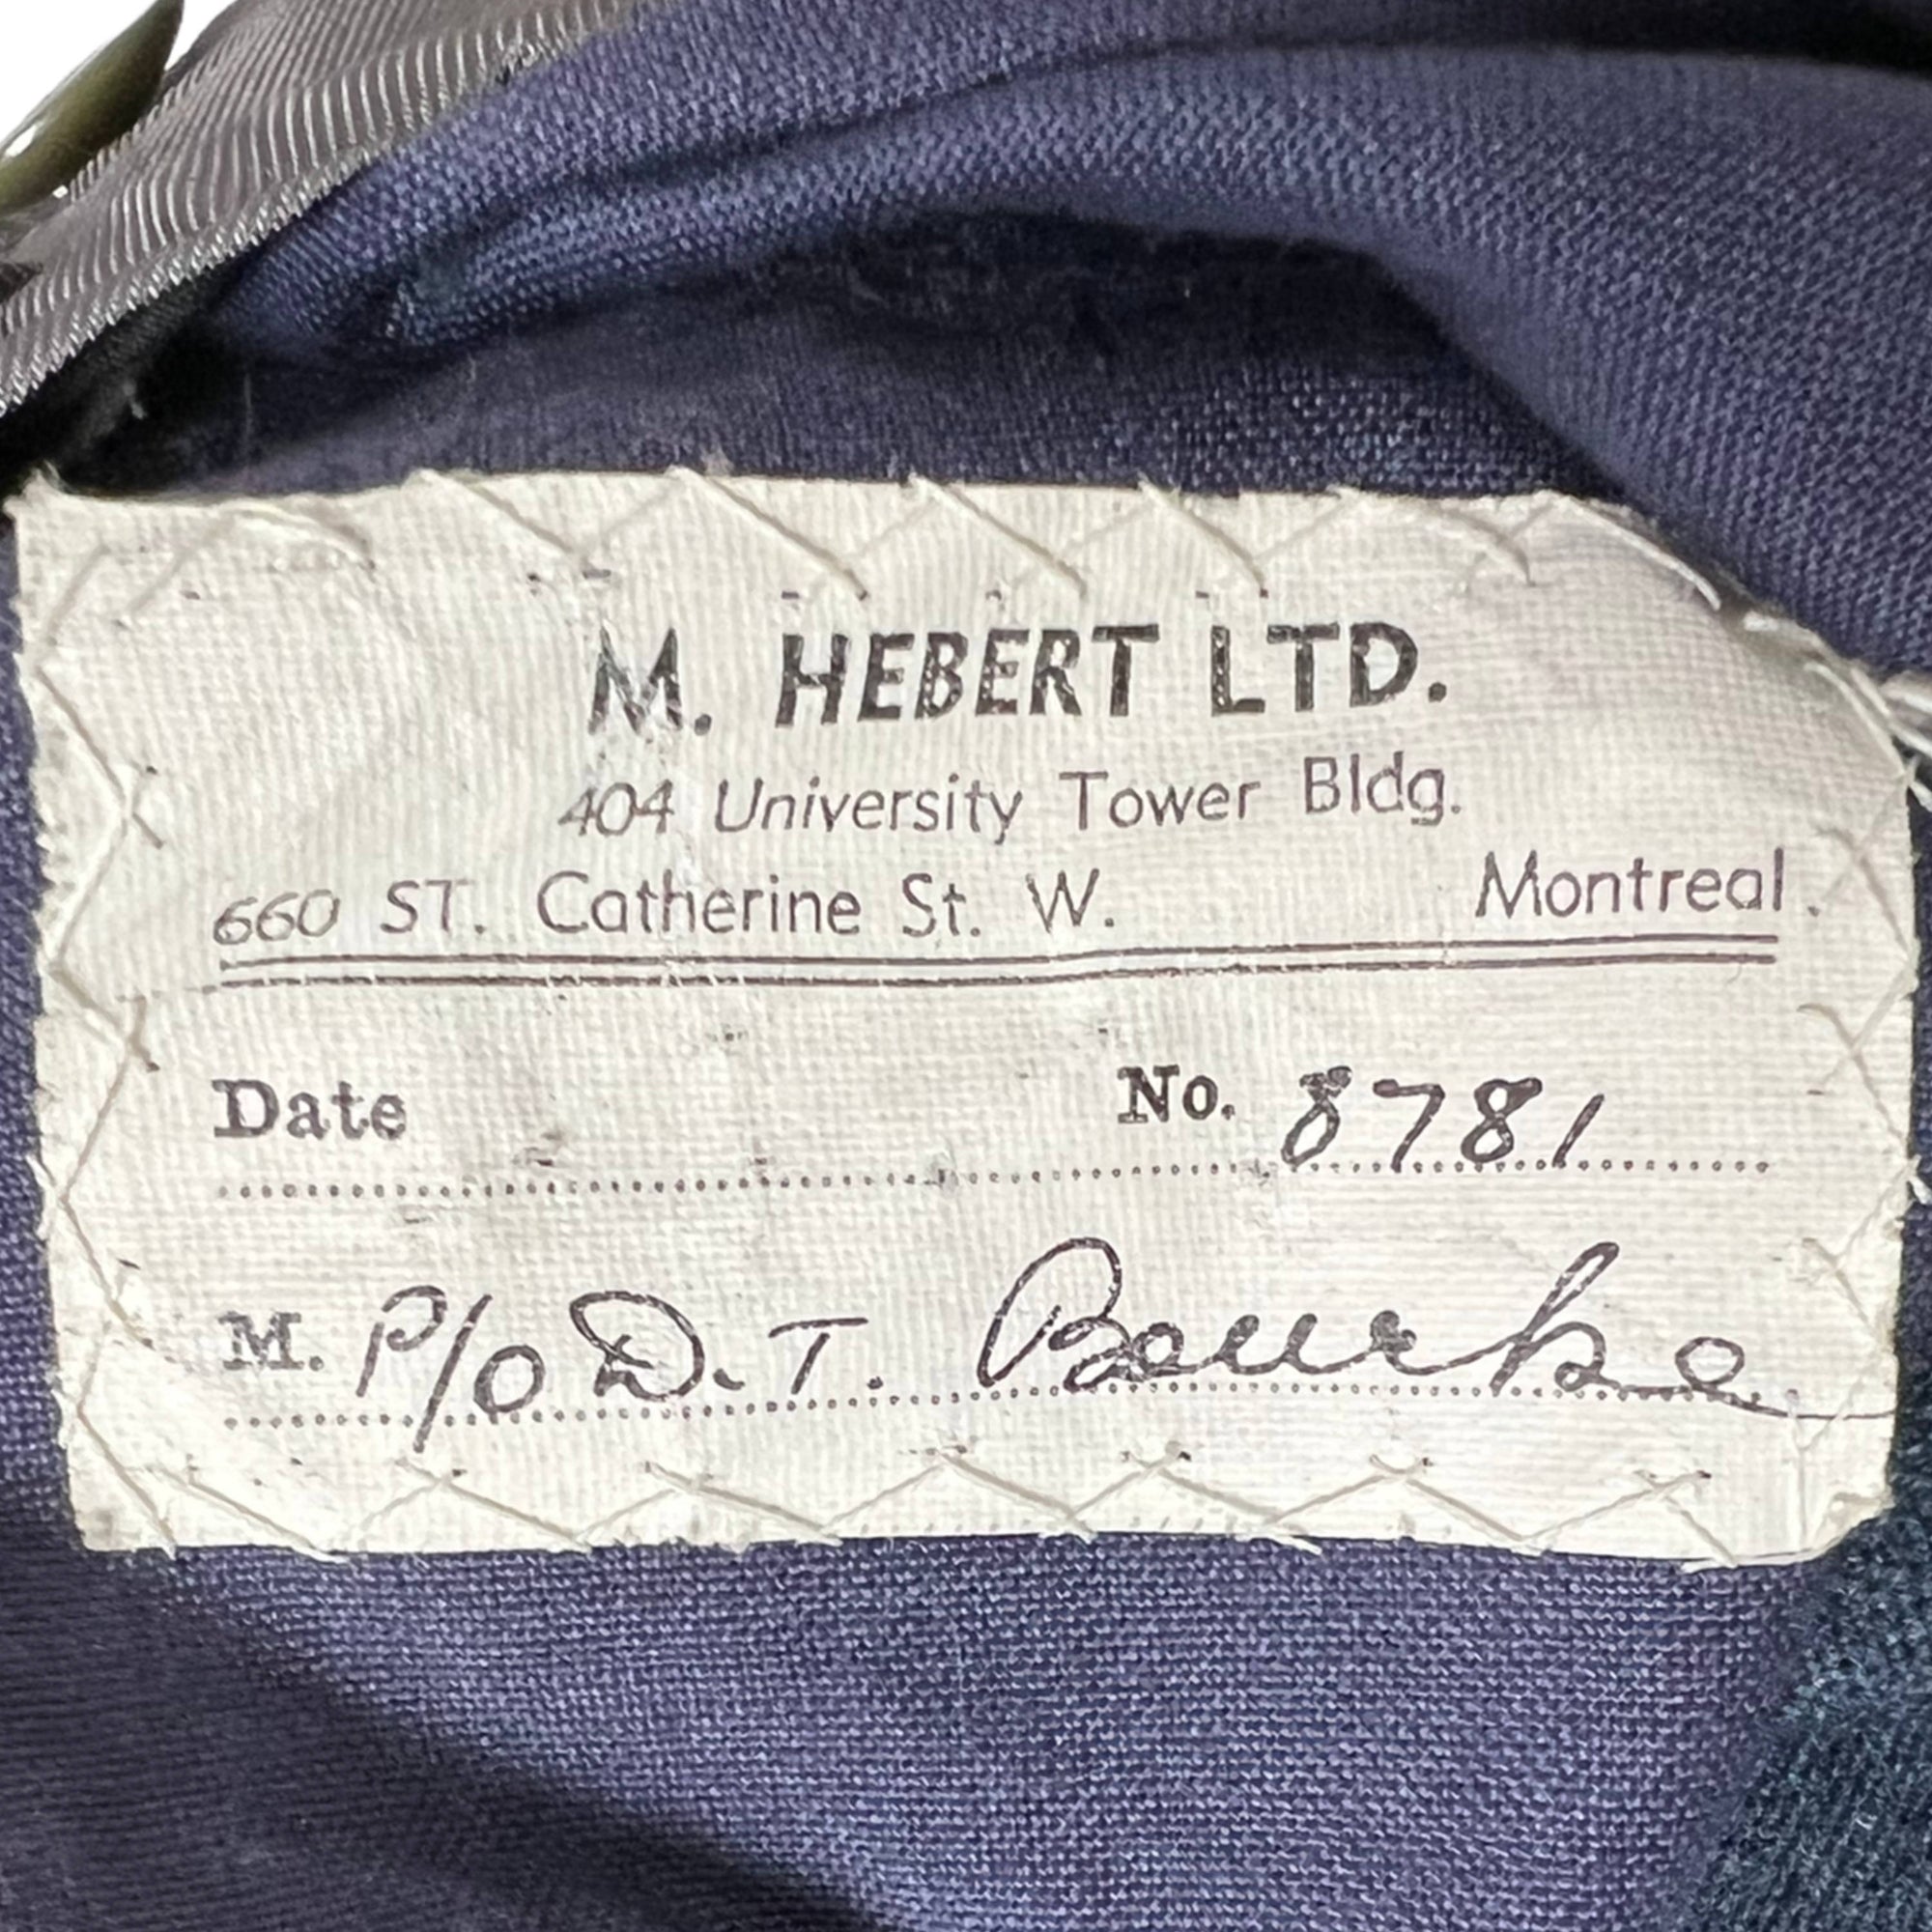 M. HEBERT LTD.
404 University Tower Bldg.
660 ST. Catherine St. W. Montreal.
Date No. 8781
M. P/O D.T. Bourke